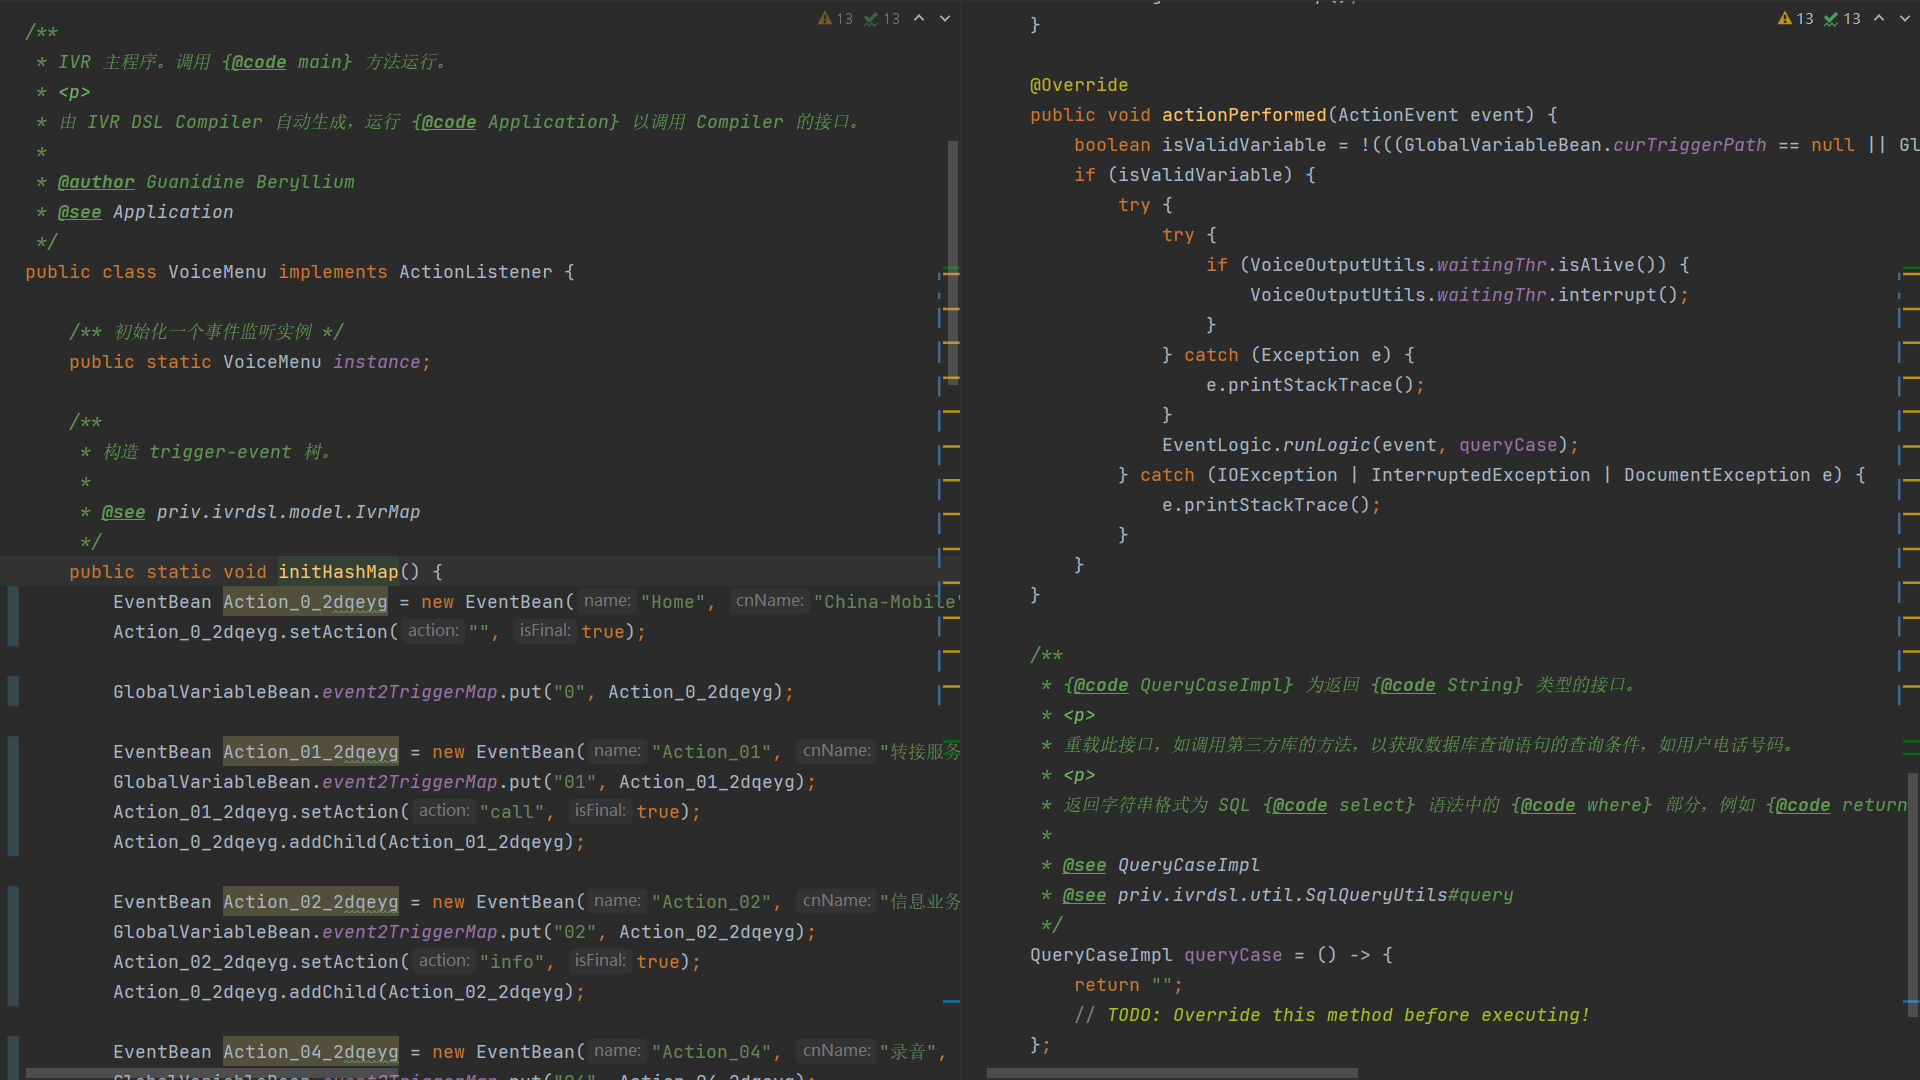 13 13
/**
* IVR 主程序。调用 {@code main} 方法运行。
* <p>
* 由 IVR DSL Compiler 自动生成，运行 {@code Application} 以调用 Compiler 的接口。
*
* @author Guanidine Beryllium
* @see Application
*/
public class VoiceMenu implements ActionListener {
/** 初始化一个事件监听实例 */
public static VoiceMenu instance;
/**
* 构造 trigger-event 树。
*
* @see priv.ivrdsl.model.IvrMap
*/
public static void initHashMap() {
EventBean Action_0_2dqeyg = new EventBean( name: "Home", cnName: "China-Mobile"
Action_0_2dqeyg.setAction( action: "", isFinal: true);
GlobalVariableBean.event2TriggerMap.put("0", Action_0_2dqeyg);
EventBean Action_01_2dqeyg = new EventBean( name: "Action_01", cnName: "转接服务
GlobalVariableBean.event2TriggerMap.put("01", Action_01_2dqeyg);
Action_01_2dqeyg.setAction( action: "call", isFinal: true);
Action_0_2dqeyg.addChild(Action_01_2dqeyg);
EventBean Action_02_2dqeyg = new EventBean( name: "Action_02", cnName: "信息业务
GlobalVariableBean.event2TriggerMap.put("02", Action_02_2dqeyg);
Action_02_2dqeyg.setAction( action: "info", isFinal: true);
Action_0_2dqeyg.addChild(Action_02_2dqeyg);
EventBean Action_04_2dqeyg = new EventBean( name: "Action_04", cnName: "录音",
13 13
}
@Override
public void actionPerformed(ActionEvent event) {
boolean isValidVariable = !(((GlobalVariableBean.curTriggerPath == null || Gl
if (isValidVariable) {
try {
try {
if (VoiceOutputUtils.waitingThr.isAlive()) {
VoiceOutputUtils.waitingThr.interrupt();
}
} catch (Exception e) {
e.printStackTrace();
}
EventLogic.runLogic(event, queryCase);
} catch (IOException | InterruptedException | DocumentException e) {
e.printStackTrace();
}
}
}
/**
* {@code QueryCaseImpl} 为返回 {@code String} 类型的接口。
* <p>
* 重载此接口，如调用第三方库的方法，以获取数据库查询语句的查询条件，如用户电话号码。
* <p>
* 返回字符串格式为 SQL {@code select} 语法中的 {@code where} 部分，例如 {@code return
*
* @see QueryCaseImpl
* @see priv.ivrdsl.util.SqlQueryUtils#query
*/
QueryCaseImpl queryCase = () -> {
return "";
// TODO: Override this method before executing!
};